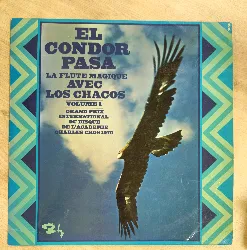 EL
CONDOR
PASA
LA FLUTE MAGIQUE
AVEC
LOS CHACOS
VOLUME 1
GRAND PRIX
INTERNATIONAL
DU DISQUE
DE L'ACADEMIE
CHARLES CROS 1971